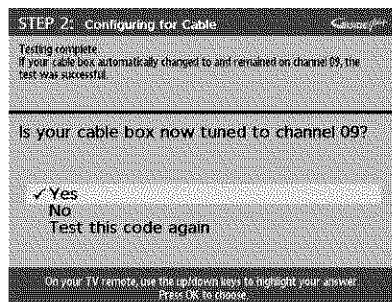 STEP 2: Configuring for Cable
Testing complete.
If your cable box automatically changed to and remained on channel 09, the
test was successful.
Is your cable box now tuned to channel 09?
✓ Yes
No
Test this code again
On your TV remote, use the up/down keys to highlight your answer
Press OK to choose.